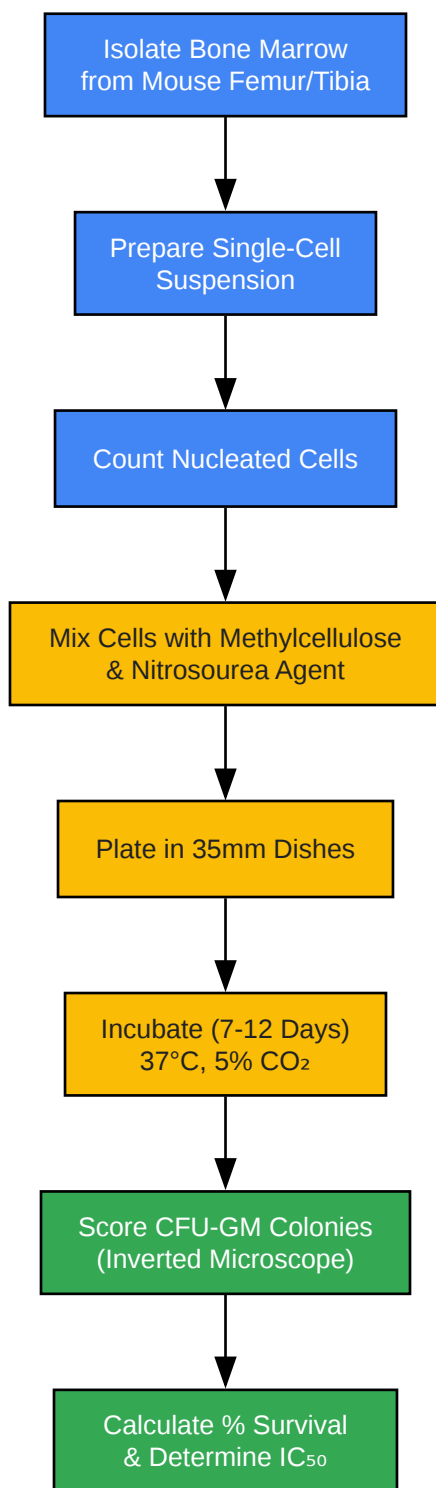 Isolate Bone Marrow
from Mouse Femur/Tibia
Prepare Single-Cell
Suspension
Count Nucleated Cells
Mix Cells with Methylcellulose
& Nitrosourea Agent
Plate in 35mm Dishes
Incubate (7-12 Days)
37°C, 5% CO₂
Score CFU-GM Colonies
(Inverted Microscope)
Calculate % Survival
& Determine IC₅₀